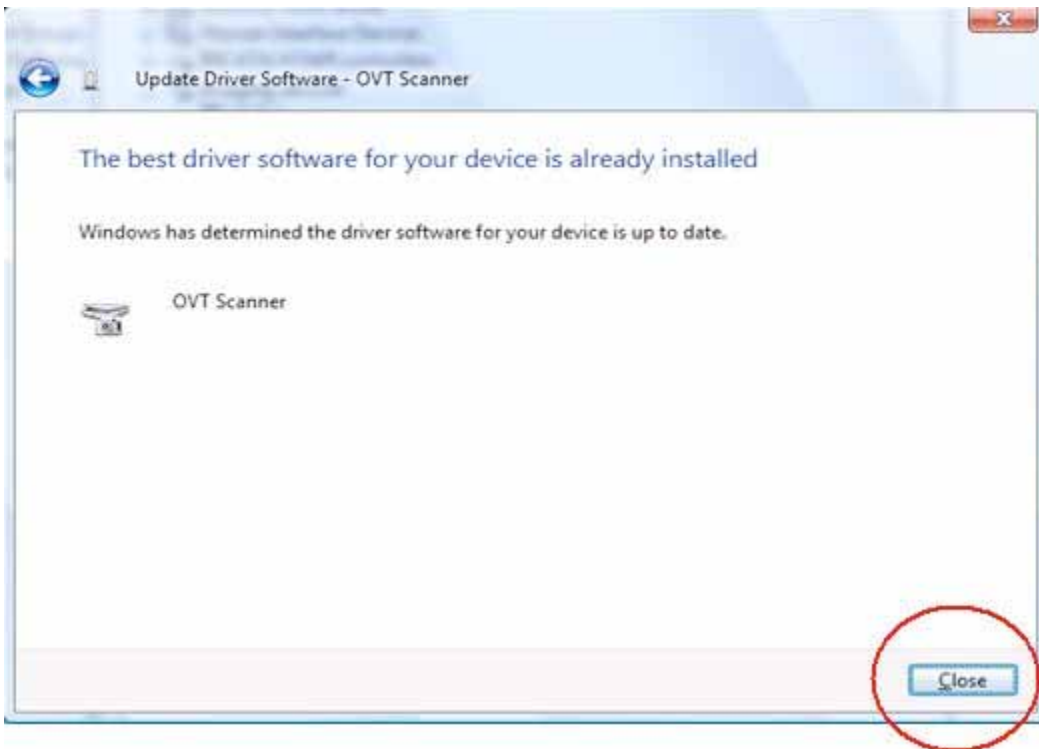 Update Driver Software - OVT Scanner
The best driver software for your device is already installed
Windows has determined the driver software for your device is up to date.
OVT Scanner
Close